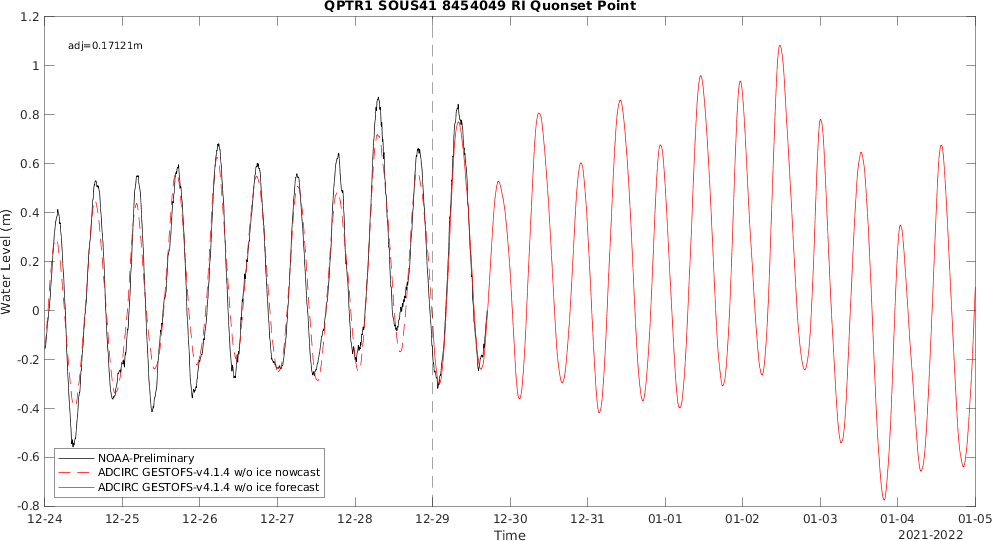 QPTR1 SOUS41 8454049 RI Quonset Point
adj=0.17121m
1.2
1
0.8
0.6
0.4
0.2
0
-0.2
-0.4
-0.6
-0.8
Water Level (m)
NOAA-Preliminary
ADCIRC GESTOFS-v4.1.4 w/o ice nowcast
ADCIRC GESTOFS-v4.1.4 w/o ice forecast
12-24 12-25 12-26 12-27 12-28 12-29 12-30 12-31 01-01 01-02 01-03 01-04 01-05
Time
2021-2022